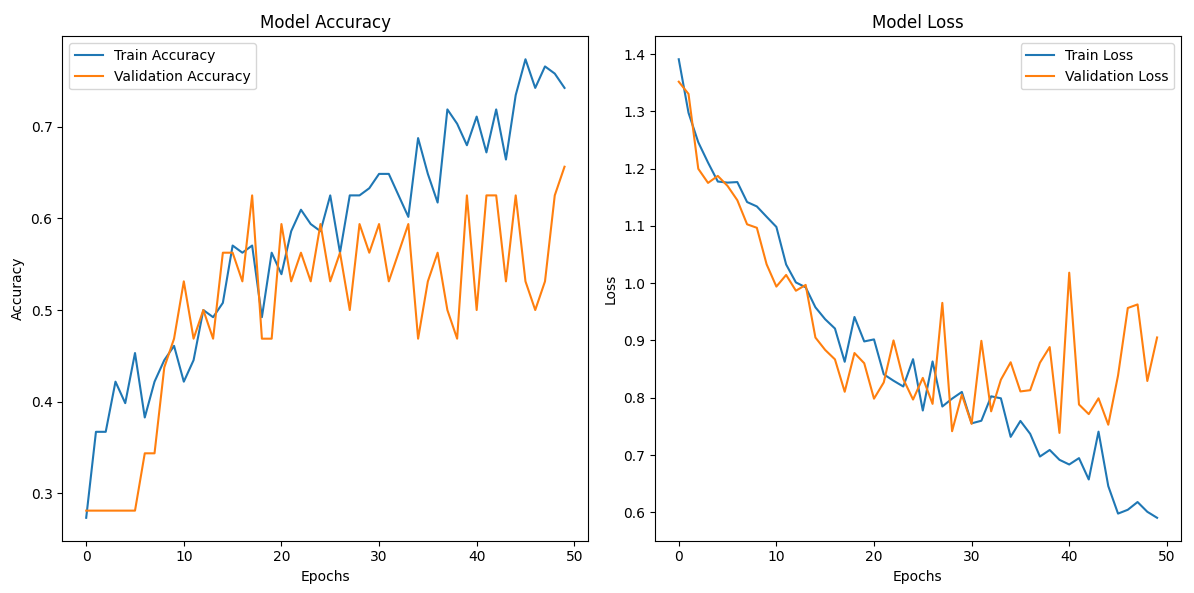 Model Accuracy
Train Accuracy
Validation Accuracy
Accuracy
0.7
0.6
0.5
0.4
0.3
0
10
20
30
40
50
Epochs
Model Loss
Train Loss
Validation Loss
Loss
1.4
1.3
1.2
1.1
1.0
0.9
0.8
0.7
0.6
0
10
20
30
40
50
Epochs